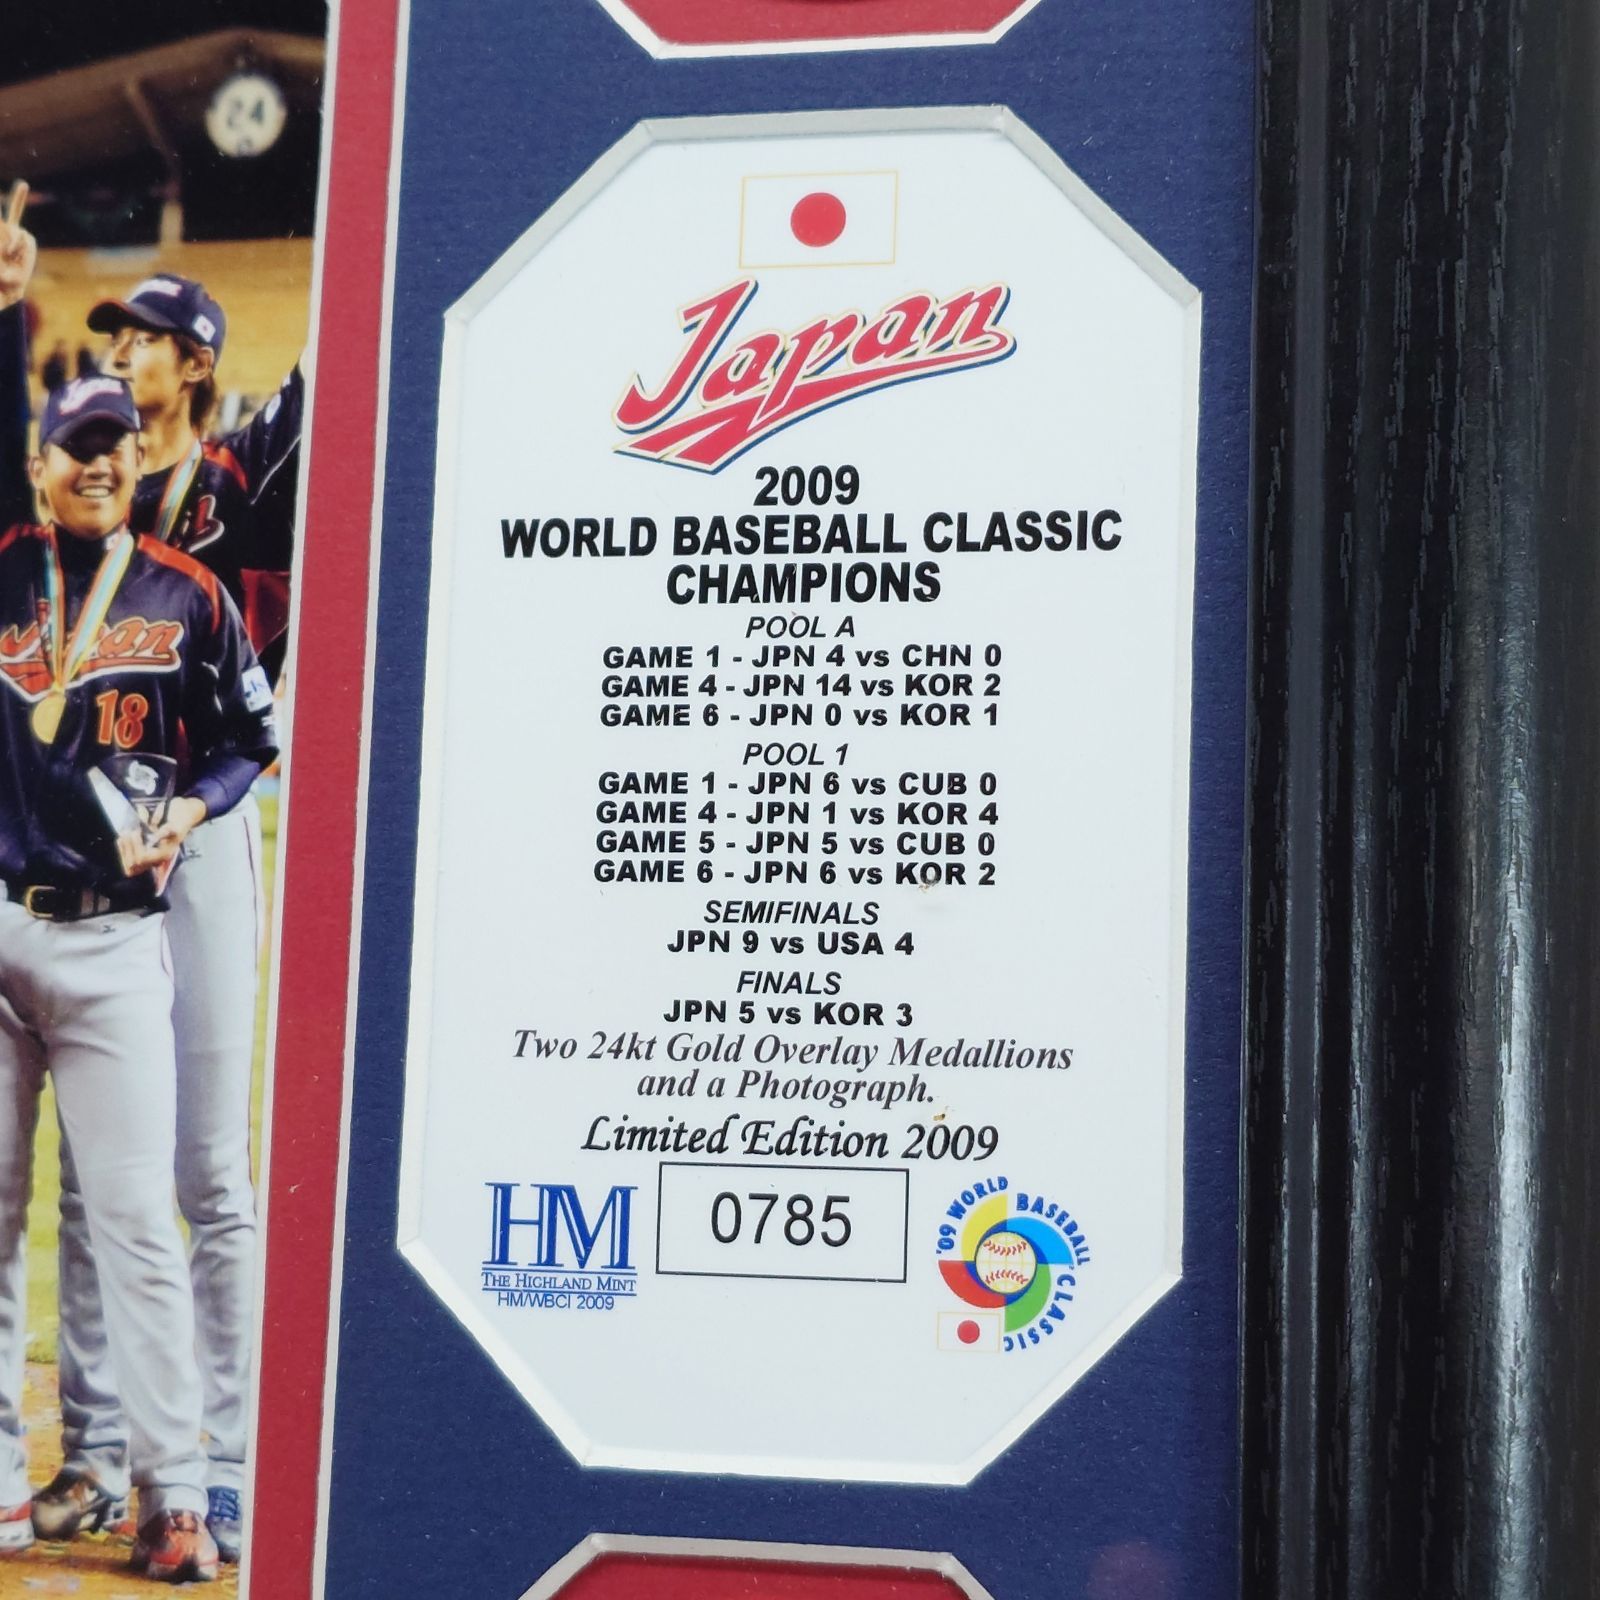 24
Japan
Japan
18
Japan
2009
WORLD BASEBALL CLASSIC
CHAMPIONS
POOL A
GAME 1 - JPN 4 vs CHN 0
GAME 4 - JPN 14 vs KOR 2
GAME 6 - JPN 0 vs KOR 1
POOL 1
GAME 1 - JPN 6 vs CUB 0
GAME 4 - JPN 1 vs KOR 4
GAME 5 - JPN 5 vs CUB 0
GAME 6 - JPN 6 vs KOR 2
SEMIFINALS
JPN 9 vs USA 4
FINALS
JPN 5 vs KOR 3
Two 24kt Gold Overlay Medallions
and a Photograph.
Limited Edition 2009
HM
THE HIGHLAND MINT
HM/WBCI 2009
0785
'09 WORLD BASEBALL CLASSIC